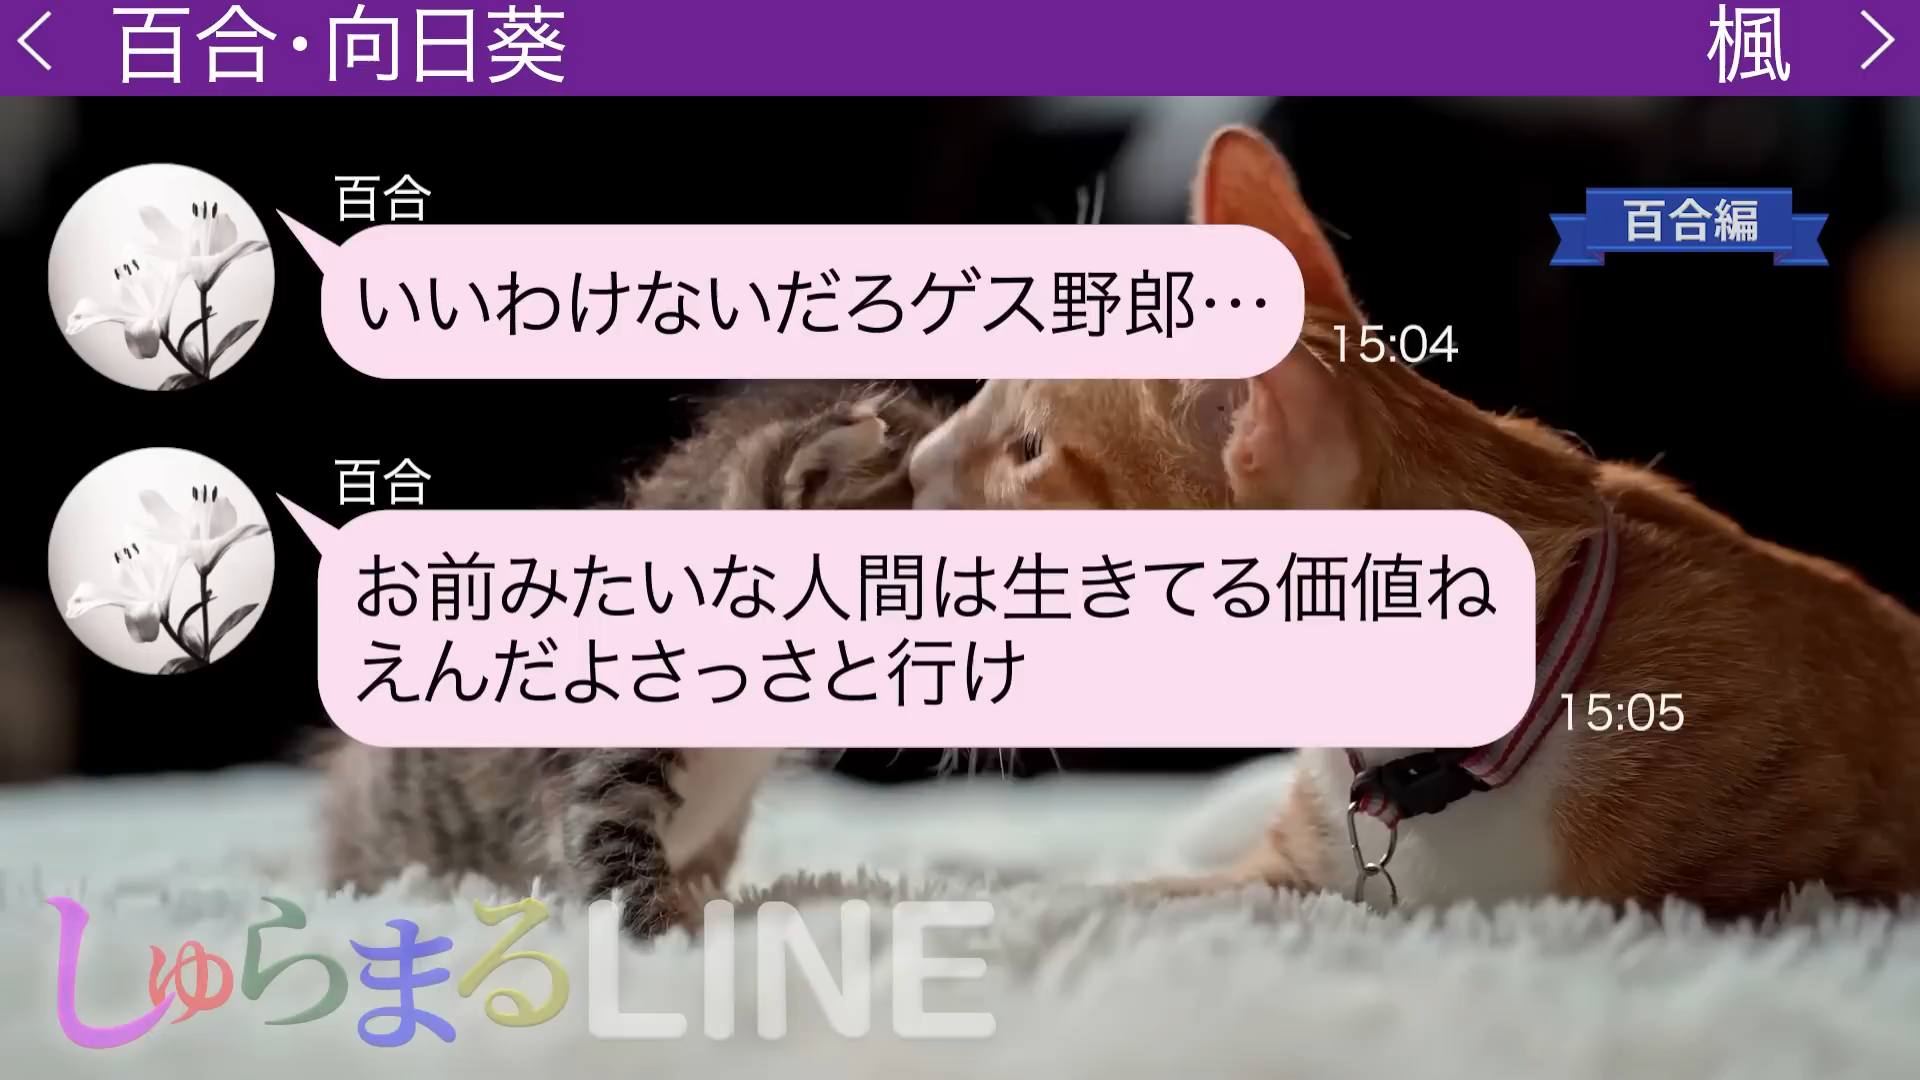 百合・向日葵
楓
百合
百合編
いいわけないだろゲス野郎…
15:04
百合
お前みたいな人間は生きてる価値ね
えんだよさっさと行け
15:05
しゅらまるLINE